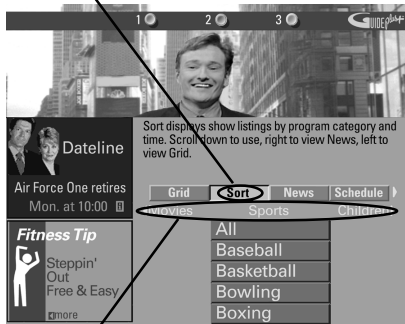 1 2 3 GUIDE plus+
Sort displays show listings by program category and
time. Scroll down to use, right to view News, left to
view Grid.
Dateline
Air Force One retires
Mon. at 10:00
Grid Sort News Schedule
Movies Sports Children
Fitness Tip
Steppin'
Out
Free & Easy
more
All
Baseball
Basketball
Bowling
Boxing